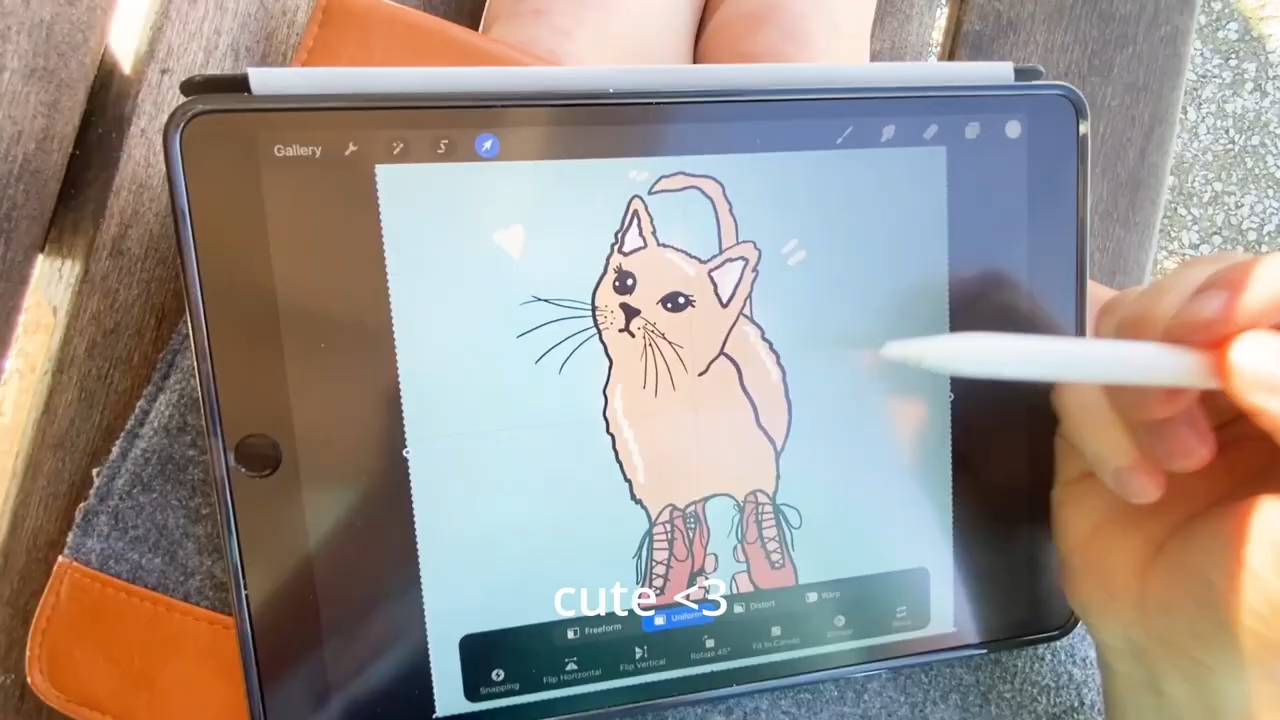 Gallery
cute <3
Freeform
Uniform
Distort
Warp
Snapping
Flip Horizontal
Flip Vertical
Rotate 45°
Fit to Canvas